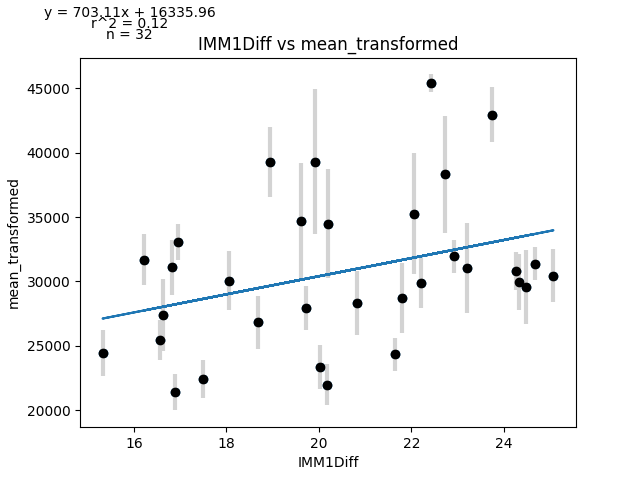 y = 703.11x + 16335.96
r^2 = 0.12
n = 32
IMM1Diff vs mean_transformed
45000
40000
35000
30000
25000
20000
mean_transformed
16 18 20 22 24
IMM1Diff